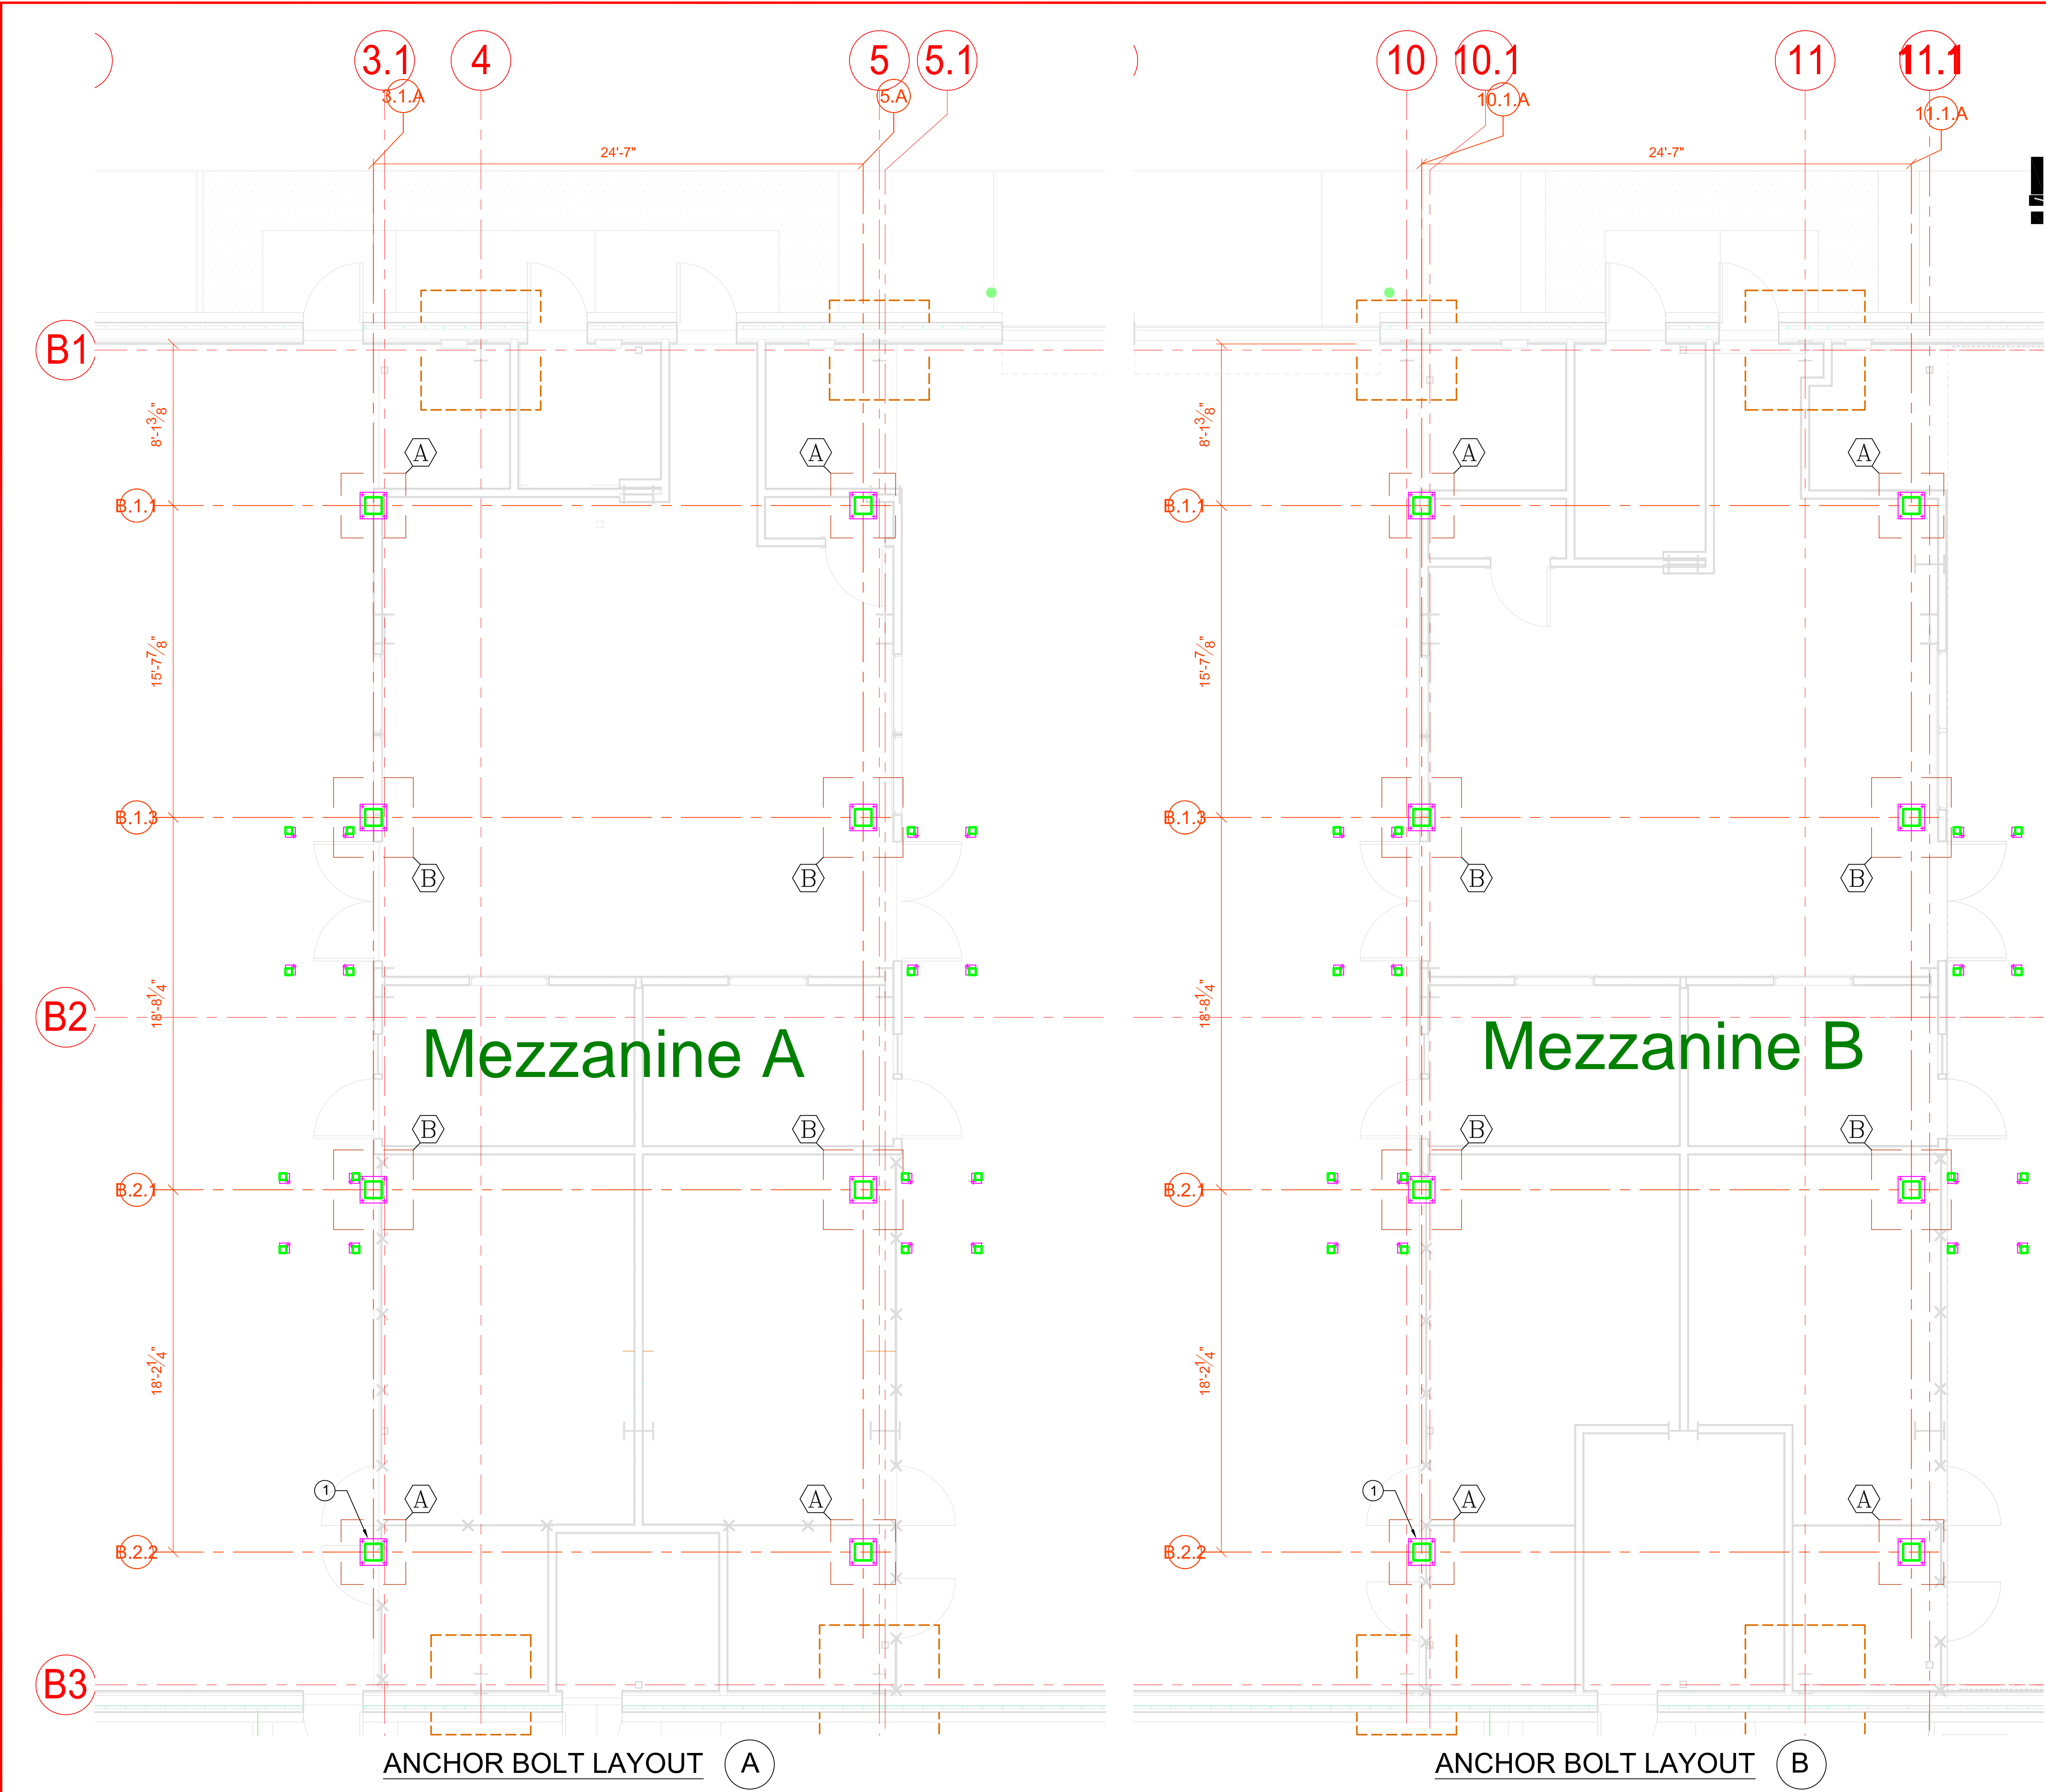 3.1 4 5 5.1 10 10.1 11 11.1
3.1.A 5.A 10.1.A 11.1.A
24'-7" 24'-7"
B1
8'-1 3/8" 8'-1 3/8"
A A A A
B.1.1 B.1.1
15'-7 7/8" 15'-7 7/8"
B.1.3 B.1.3
B B B B
18'-8 1/4" 18'-8 1/4"
B2
Mezzanine A Mezzanine B
B B B B
B.2.1 B.2.1
18'-2 1/4" 18'-2 1/4"
1 A A 1 A A
B.2.2 B.2.2
B3
ANCHOR BOLT LAYOUT A ANCHOR BOLT LAYOUT B